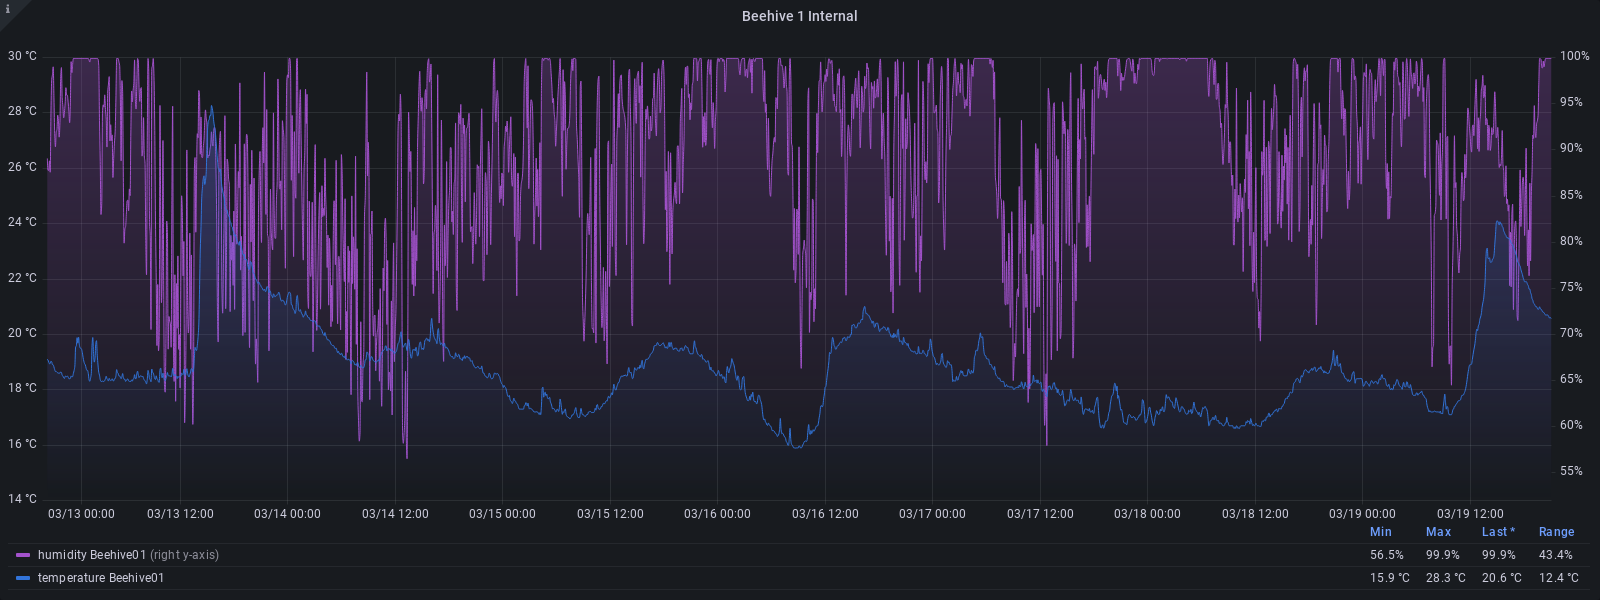 i
Beehive 1 Internal
30 °C 100%
28 °C 95%
26 °C 90%
24 °C 85%
22 °C 80%
20 °C 75%
18 °C 70%
16 °C 65%
14 °C 60%
55%
03/13 00:00 03/13 12:00 03/14 00:00 03/14 12:00 03/15 00:00 03/15 12:00 03/16 00:00 03/16 12:00 03/17 00:00 03/17 12:00 03/18 00:00 03/18 12:00 03/19 00:00 03/19 12:00
Min Max Last * Range
humidity Beehive01 (right y-axis) 56.5% 99.9% 99.9% 43.4%
temperature Beehive01 15.9 °C 28.3 °C 20.6 °C 12.4 °C